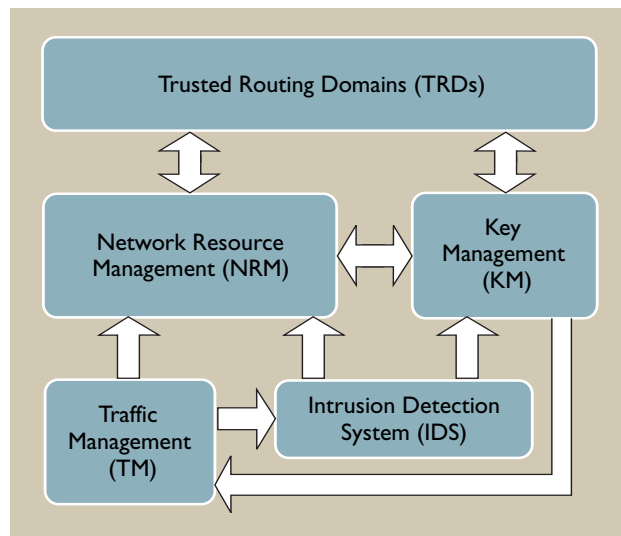 Trusted Routing Domains (TRDs)
Network Resource
Management (NRM)
Key
Management
(KM)
Traffic
Management
(TM)
Intrusion Detection
System (IDS)